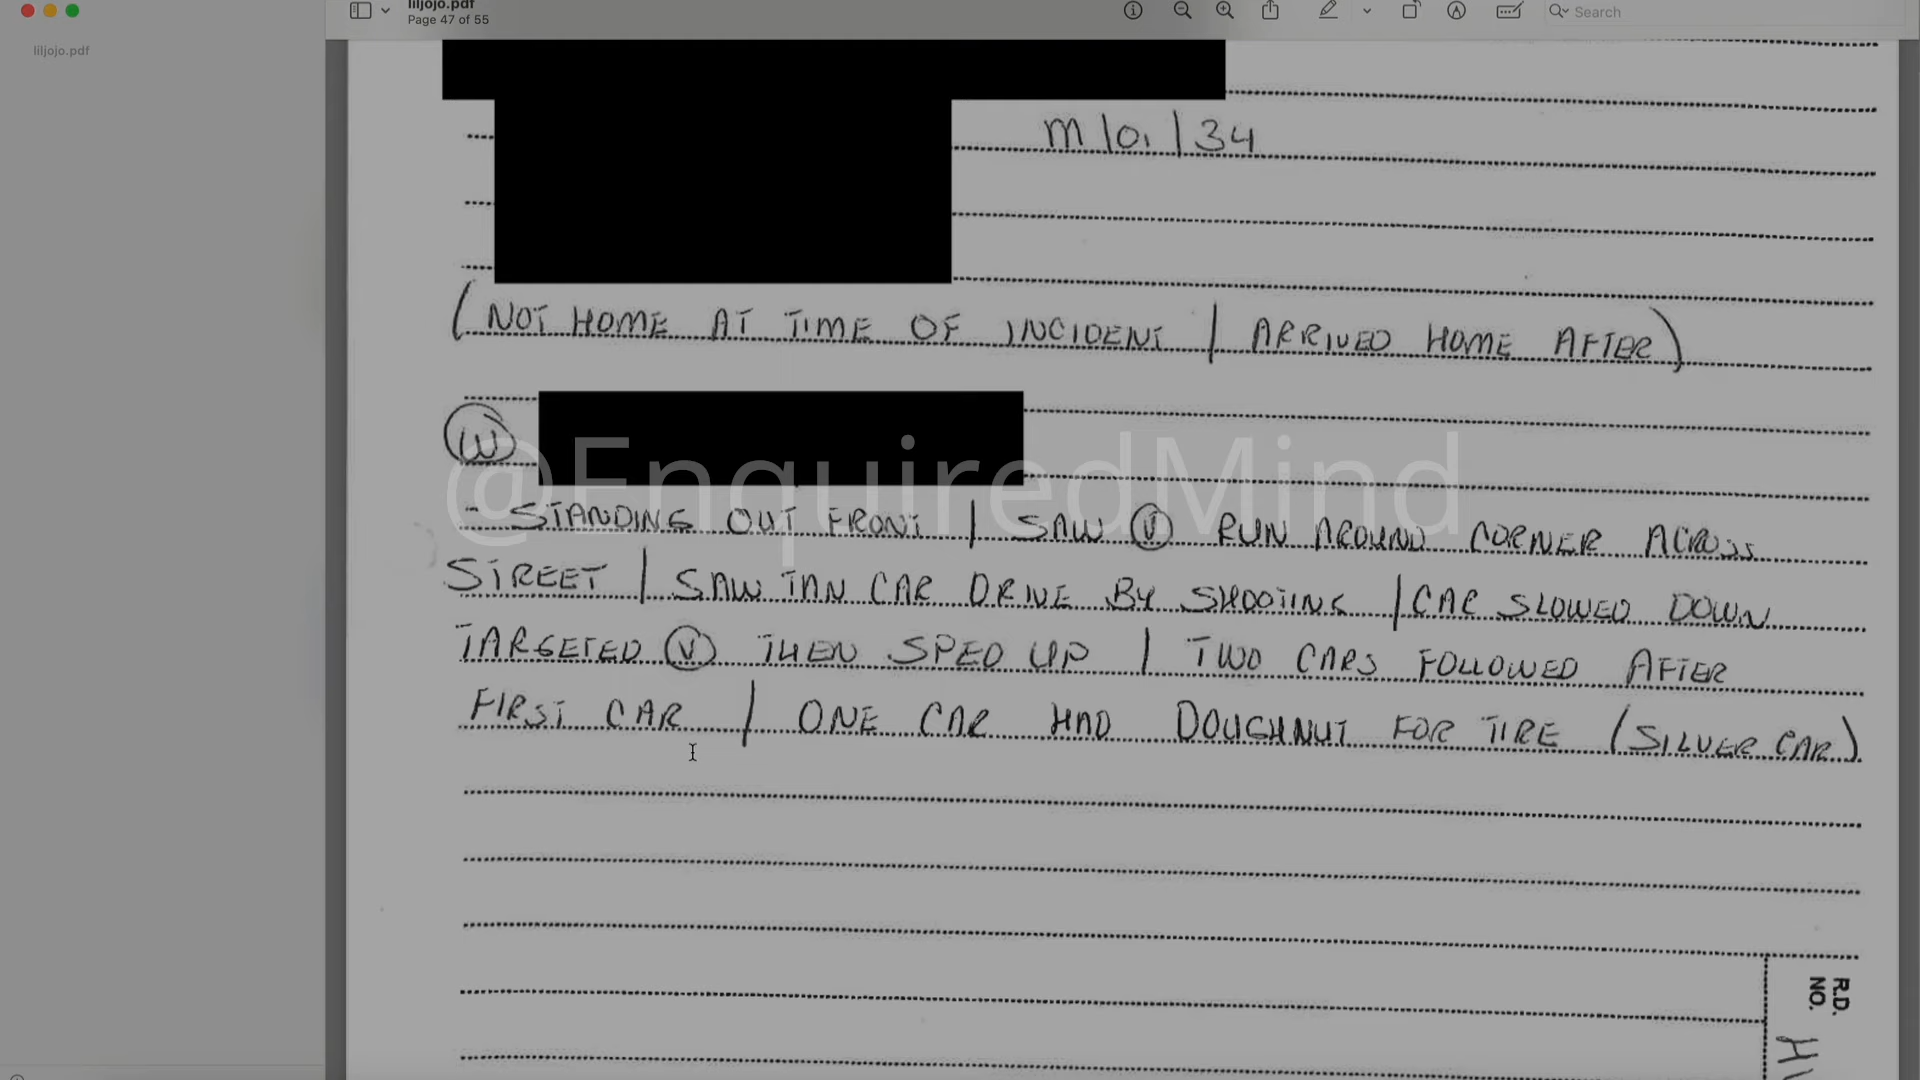 liljojo.pdf
Page 47 of 55
Search
liljojo.pdf
M | 01 | 34
(NOT HOME AT TIME OF INCIDENT | ARRIVED HOME AFTER)
W
@EnquiredMind
- STANDING OUT FRONT | SAW V RUN AROUND CORNER ACROSS
STREET | SAW TAN CAR DRIVE BY SHOOTING | CAR SLOWED DOWN
TARGETED V THEN SPED UP | TWO CARS FOLLOWED AFTER
FIRST CAR | ONE CAR HAD DOUGHNUT FOR TIRE (SILVER CAR)
R.D.
NO.